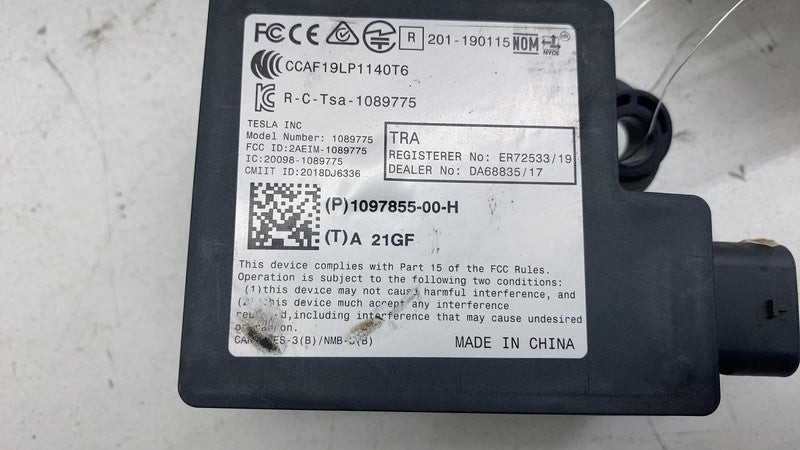 FC CE R 201-190115 NOM NYCE
CCAF19LP1140T6
R-C-Tsa-1089775
TESLA INC
Model Number: 1089775
FCC ID:2AEIM-1089775
IC:20098-1089775
CMIIT ID:2018DJ6336
TRA
REGISTERER No: ER72533/19
DEALER No: DA68835/17
(P)1097855-00-H
(T)A 21GF
This device complies with Part 15 of the FCC Rules.
Operation is subject to the following two conditions:
(1)this device may not cause harmful interference, and
this device much accept any interference
including interference that may cause undesired
MADE IN CHINA